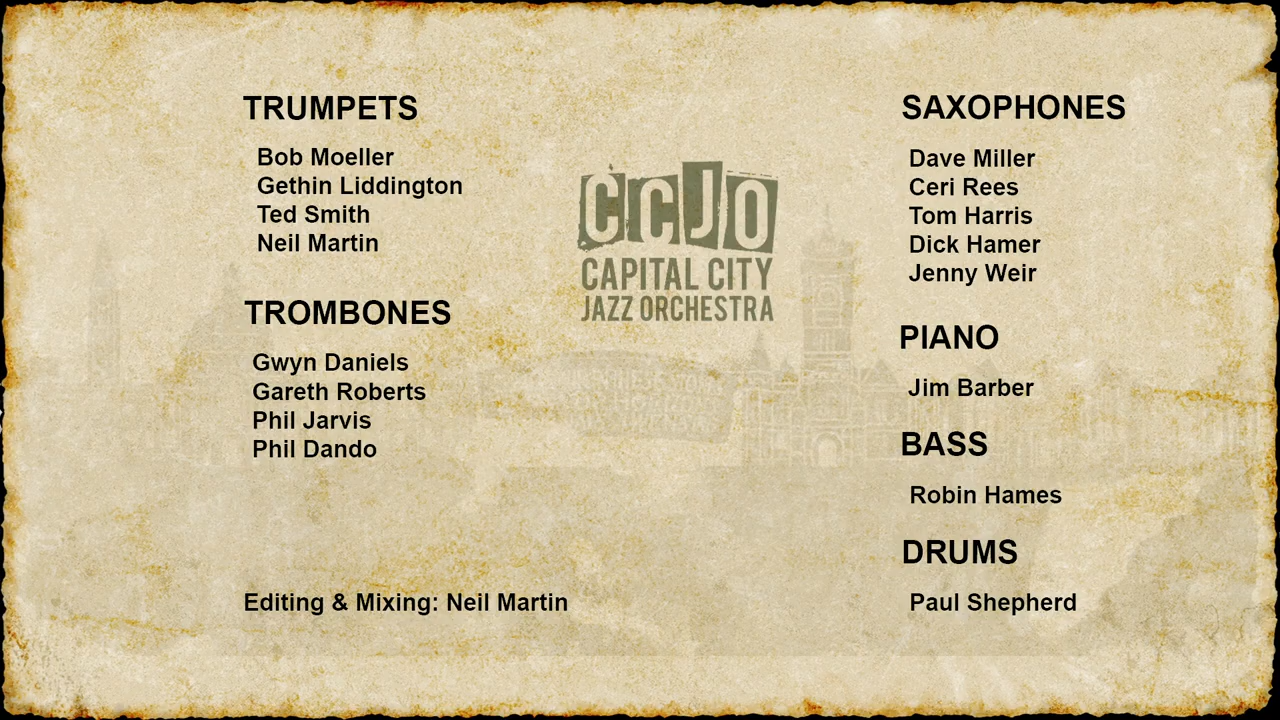 TRUMPETS
Bob Moeller
Gethin Liddington
Ted Smith
Neil Martin
TROMBONES
Gwyn Daniels
Gareth Roberts
Phil Jarvis
Phil Dando
Editing & Mixing: Neil Martin
CCJO
CAPITAL CITY
JAZZ ORCHESTRA
SAXOPHONES
Dave Miller
Ceri Rees
Tom Harris
Dick Hamer
Jenny Weir
PIANO
Jim Barber
BASS
Robin Hames
DRUMS
Paul Shepherd